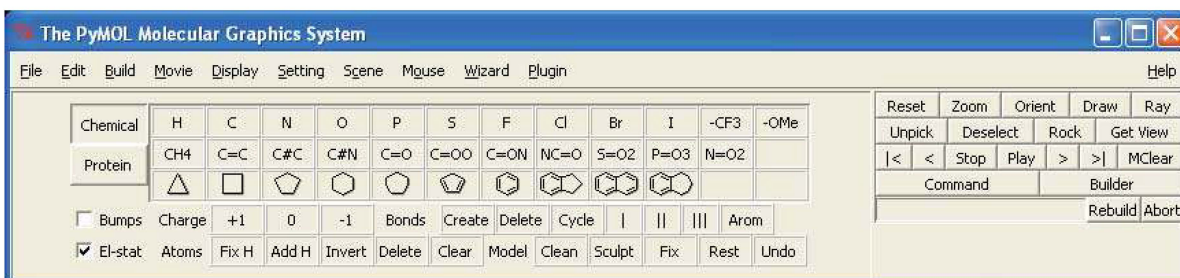 The PyMOL Molecular Graphics System
File Edit Build Movie Display Setting Scene Mouse Wizard Plugin Help
Chemical H C N O P S F Cl Br I -CF3 -OMe
Protein CH4 C=C C#C C#N C=O C=OO C=ON NC=O S=O2 P=O3 N=O2
Bumps Charge +1 0 -1 Bonds Create Delete Cycle | || ||| Arom
El-stat Atoms Fix H Add H Invert Delete Clear Model Clean Sculpt Fix Rest Undo
Reset Zoom Orient Draw Ray
Unpick Deselect Rock Get View
|< < Stop Play > >| MClear
Command Builder
Rebuild Abort